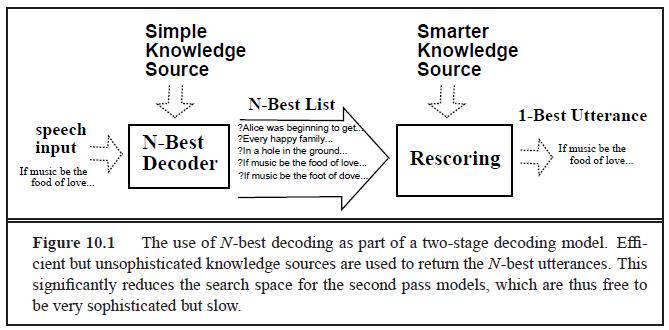 Simple
Knowledge
Source
Smarter
Knowledge
Source
speech
input
If music be the
food of love...
N-Best
Decoder
N-Best List
?Alice was beginning to get...
?Every happy family...
?In a hole in the ground...
?If music be the food of love...
?If music be the foot of dove...
Rescoring
1-Best Utterance
If music be the
food of love...
Figure 10.1 The use of N-best decoding as part of a two-stage decoding model. Effi-
cient but unsophisticated knowledge sources are used to return the N-best utterances. This
significantly reduces the search space for the second pass models, which are thus free to
be very sophisticated but slow.